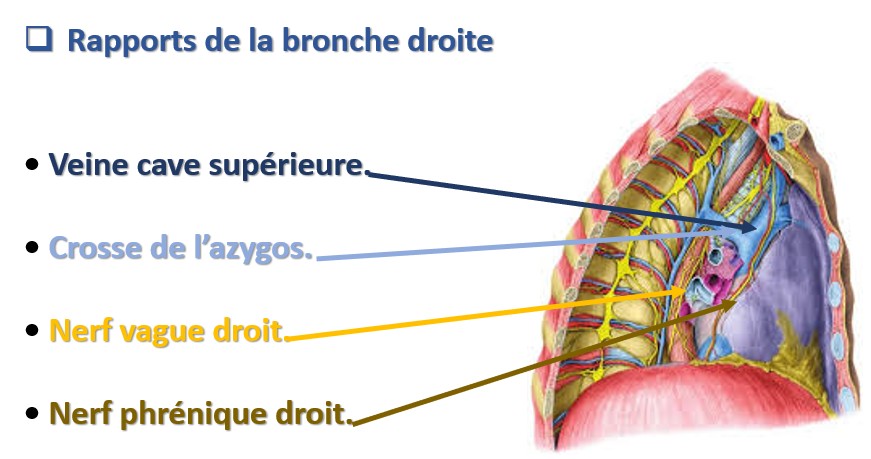 Rapports de la bronche droite
• Veine cave supérieure.
• Crosse de l'azygos.
• Nerf vague droit.
• Nerf phrénique droit.